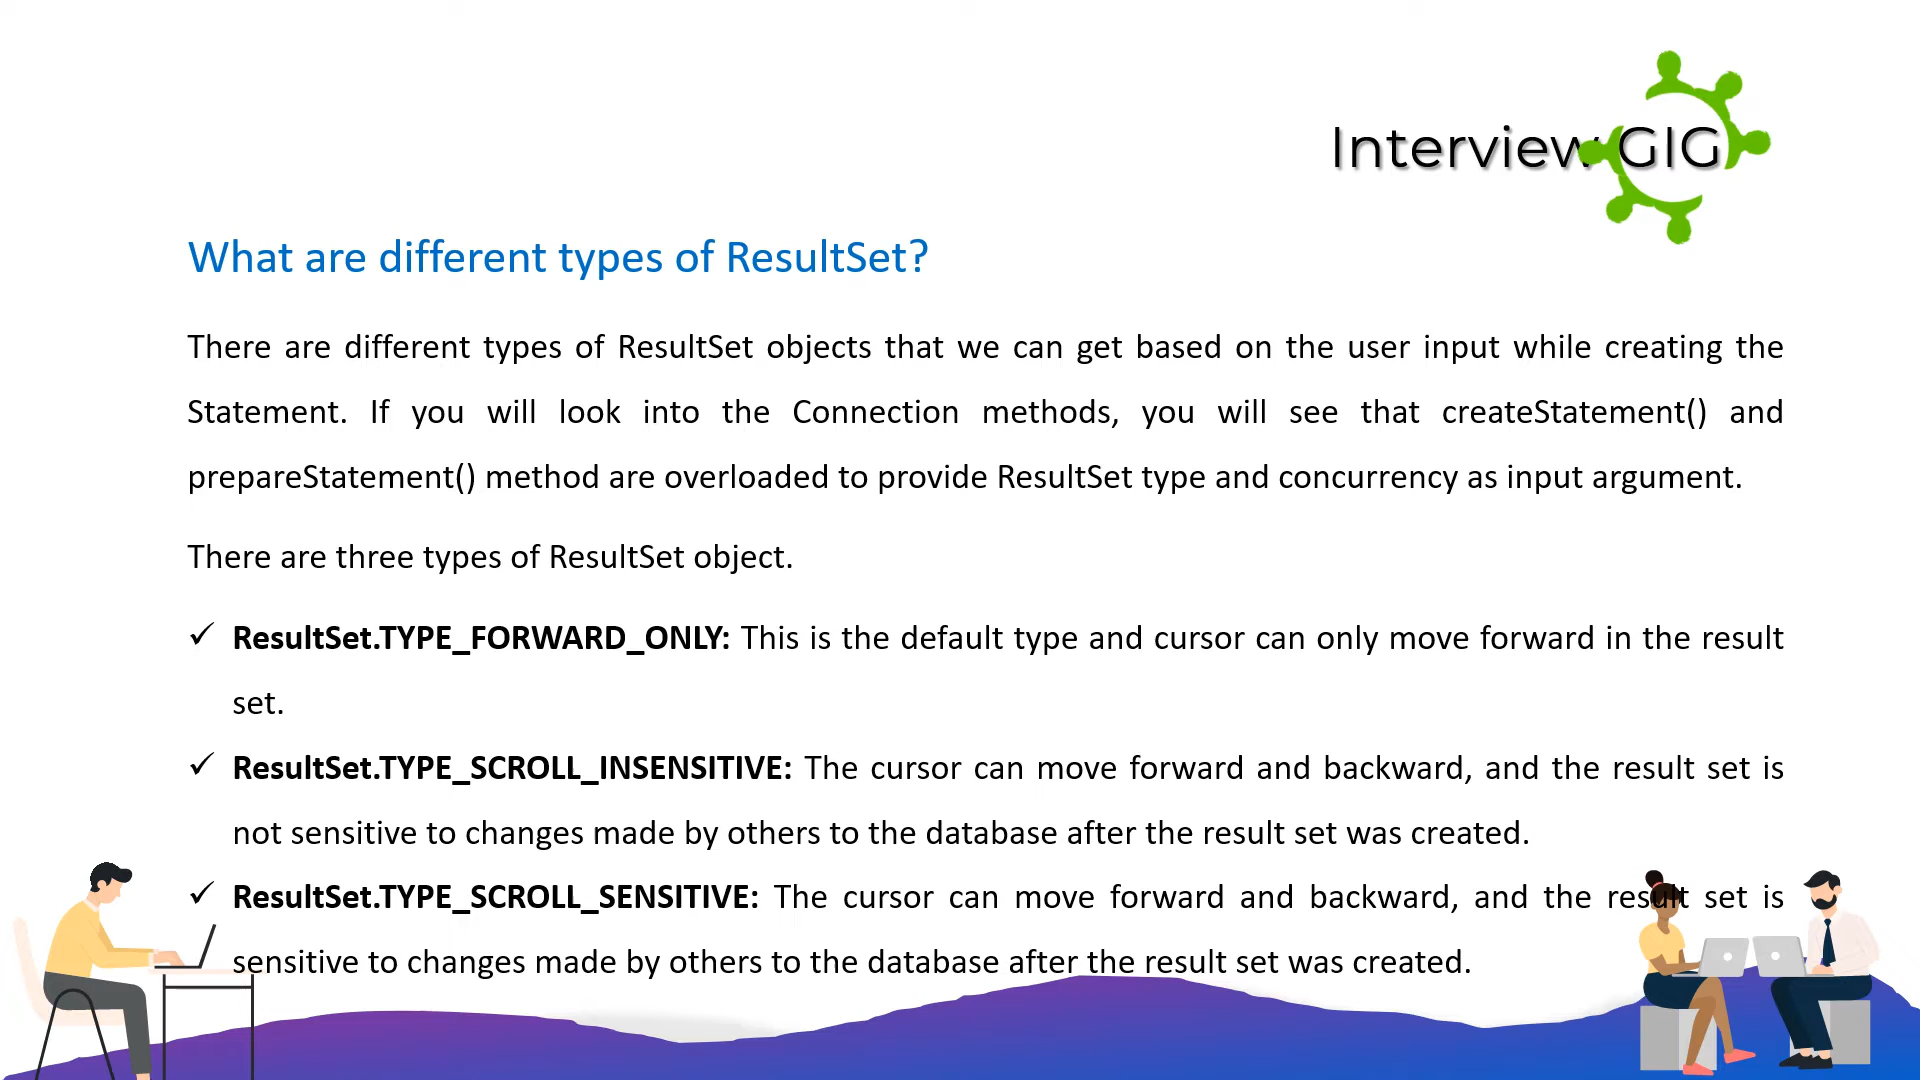 Interview GIG
What are different types of ResultSet?
There are different types of ResultSet objects that we can get based on the user input while creating the
Statement. If you will look into the Connection methods, you will see that createStatement() and
prepareStatement() method are overloaded to provide ResultSet type and concurrency as input argument.
There are three types of ResultSet object.
✓ ResultSet.TYPE_FORWARD_ONLY: This is the default type and cursor can only move forward in the result
set.
✓ ResultSet.TYPE_SCROLL_INSENSITIVE: The cursor can move forward and backward, and the result set is
not sensitive to changes made by others to the database after the result set was created.
✓ ResultSet.TYPE_SCROLL_SENSITIVE: The cursor can move forward and backward, and the result set is
sensitive to changes made by others to the database after the result set was created.